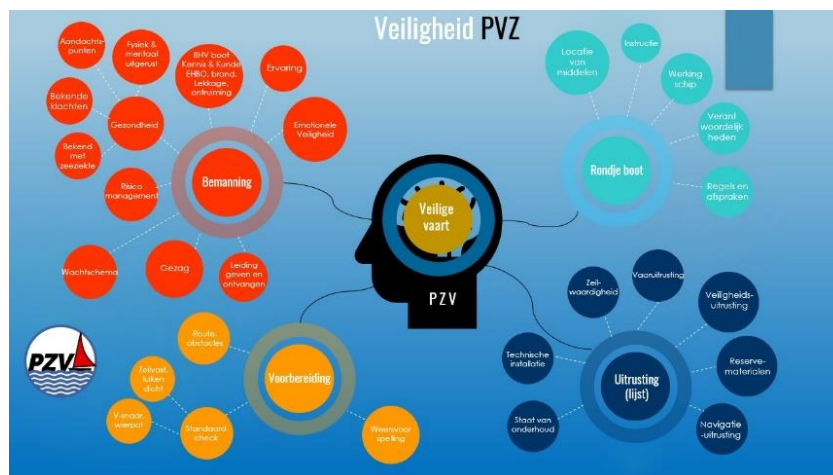 Veiligheid PVZ
Aandachts-
punten
Fysiek &
mentaal
uitgerust
BHV boot
Kennis & Kunde
EHBO, brand,
Lekkage,
ontruiming
Ervaring
Bekende
klachten
Gezondheid
Emotionele
Veiligheid
Bekend
met
zeeziekte
Bemanning
Risico
management
Wachtschema
Gezag
Leiding
geven en
ontvangen
Locatie
van
middelen
Instructie
Werking
schip
Verant
woordelijk
heden
Rondje boot
Regels en
afspraken
Veilige
vaart
PZV
PZV
Route,
obstacles
Zeilvast,
luiken
dicht
Voorbereiding
Standaard
check
Weersvoor
spelling
Zeil-
waardigheid
Vaaruitrusting
Veiligheids-
uitrusting
Technische
installatie
Uitrusting
(lijst)
Reserve-
materialen
Staat van
onderhoud
Navigatie
-uitrusting